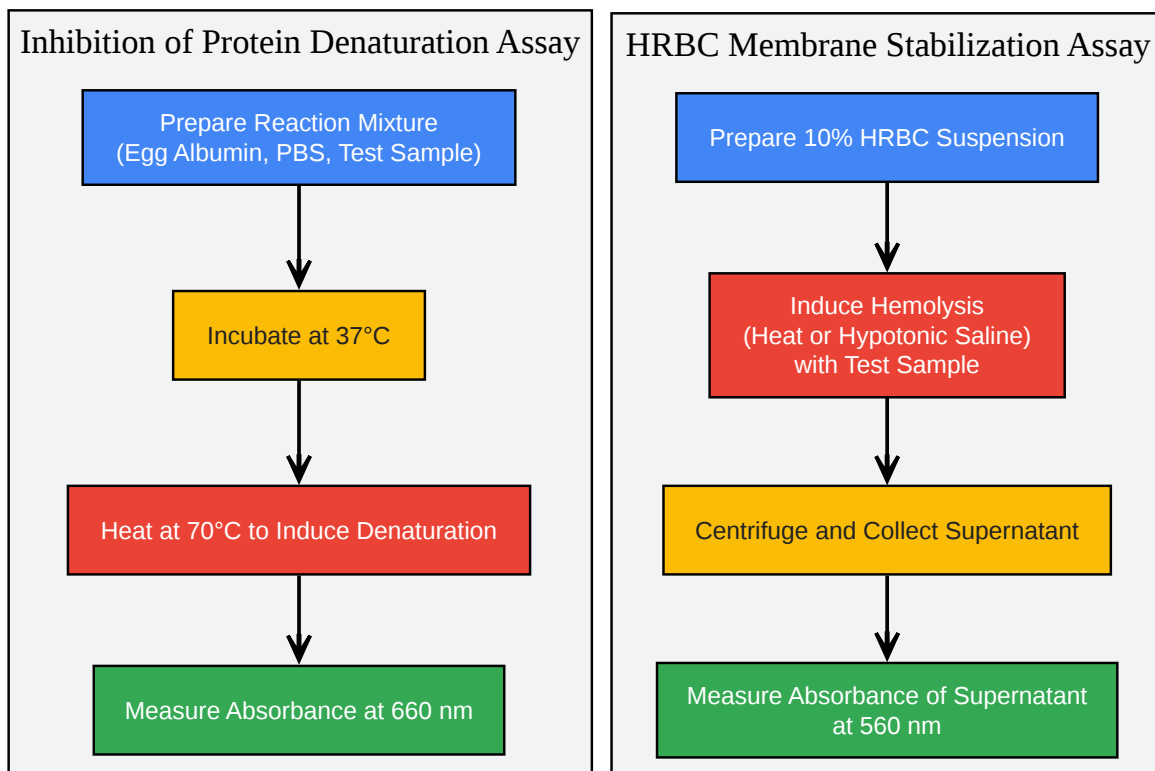 Inhibition of Protein Denaturation Assay
Prepare Reaction Mixture
(Egg Albumin, PBS, Test Sample)
Incubate at 37°C
Heat at 70°C to Induce Denaturation
Measure Absorbance at 660 nm
HRBC Membrane Stabilization Assay
Prepare 10% HRBC Suspension
Induce Hemolysis
(Heat or Hypotonic Saline)
with Test Sample
Centrifuge and Collect Supernatant
Measure Absorbance of Supernatant
at 560 nm